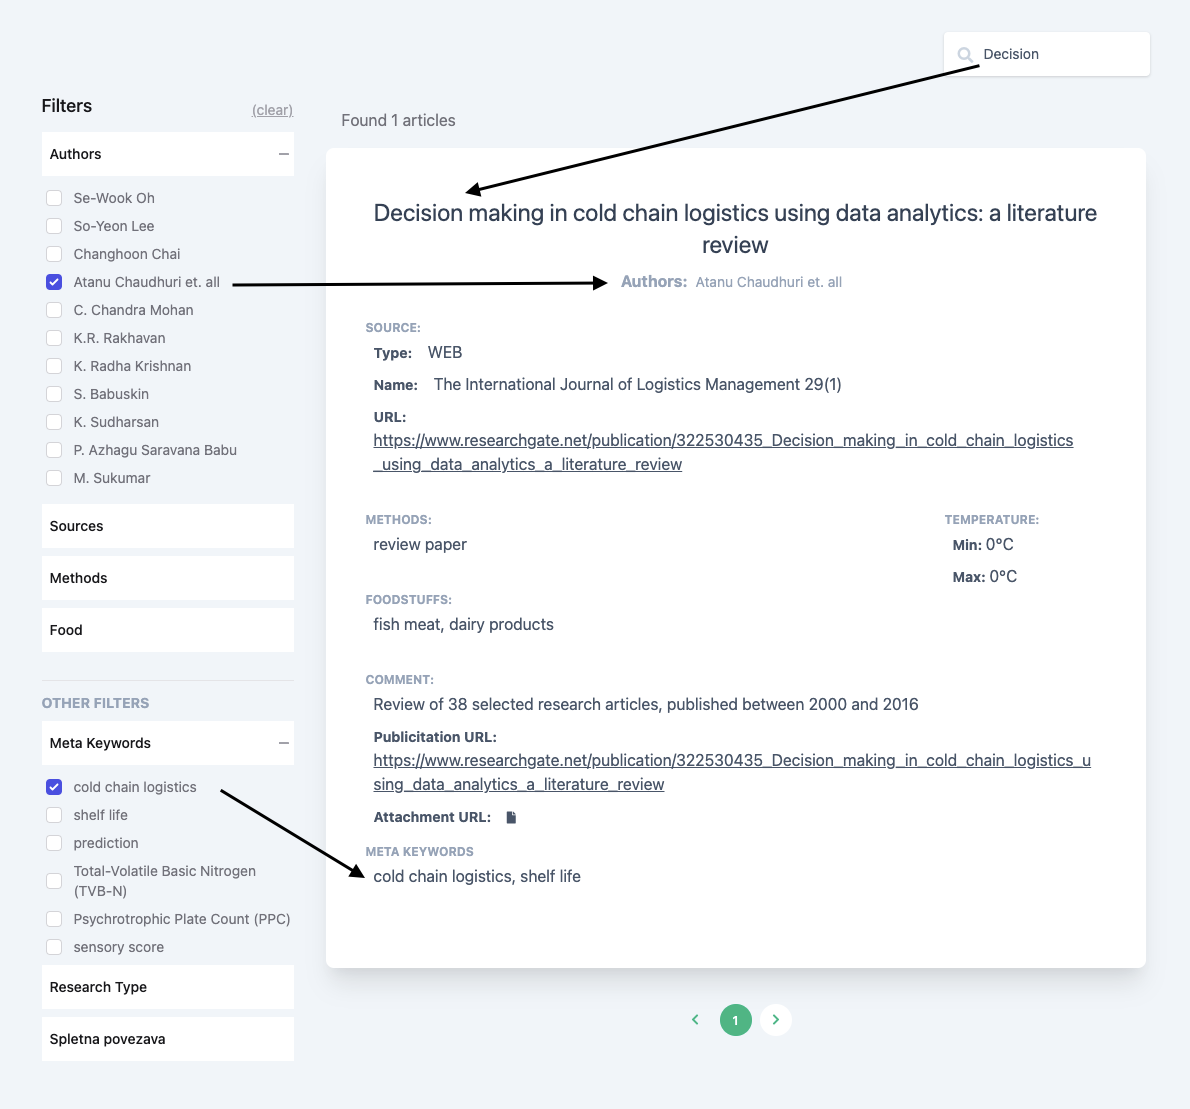 Decision
Filters
(clear)
Authors
Se-Wook Oh
So-Yeon Lee
Changhoon Chai
Atanu Chaudhuri et. all
C. Chandra Mohan
K.R. Rakhavan
K. Radha Krishnan
S. Babuskin
K. Sudharsan
P. Azhagu Saravana Babu
M. Sukumar
Sources
Methods
Food
OTHER FILTERS
Meta Keywords
cold chain logistics
shelf life
prediction
Total-Volatile Basic Nitrogen
(TVB-N)
Psychrotrophic Plate Count (PPC)
sensory score
Research Type
Spletna povezava
Found 1 articles
Decision making in cold chain logistics using data analytics: a literature
review
Authors: Atanu Chaudhuri et. all
SOURCE:
Type: WEB
Name: The International Journal of Logistics Management 29(1)
URL:
https://www.researchgate.net/publication/322530435_Decision_making_in_cold_chain_logistics
_using_data_analytics_a_literature_review
METHODS:
review paper
TEMPERATURE:
Min: 0°C
Max: 0°C
FOODSTUFFS:
fish meat, dairy products
COMMENT:
Review of 38 selected research articles, published between 2000 and 2016
Publicitation URL:
https://www.researchgate.net/publication/322530435_Decision_making_in_cold_chain_logistics_u
sing_data_analytics_a_literature_review
Attachment URL:
META KEYWORDS
cold chain logistics, shelf life
1